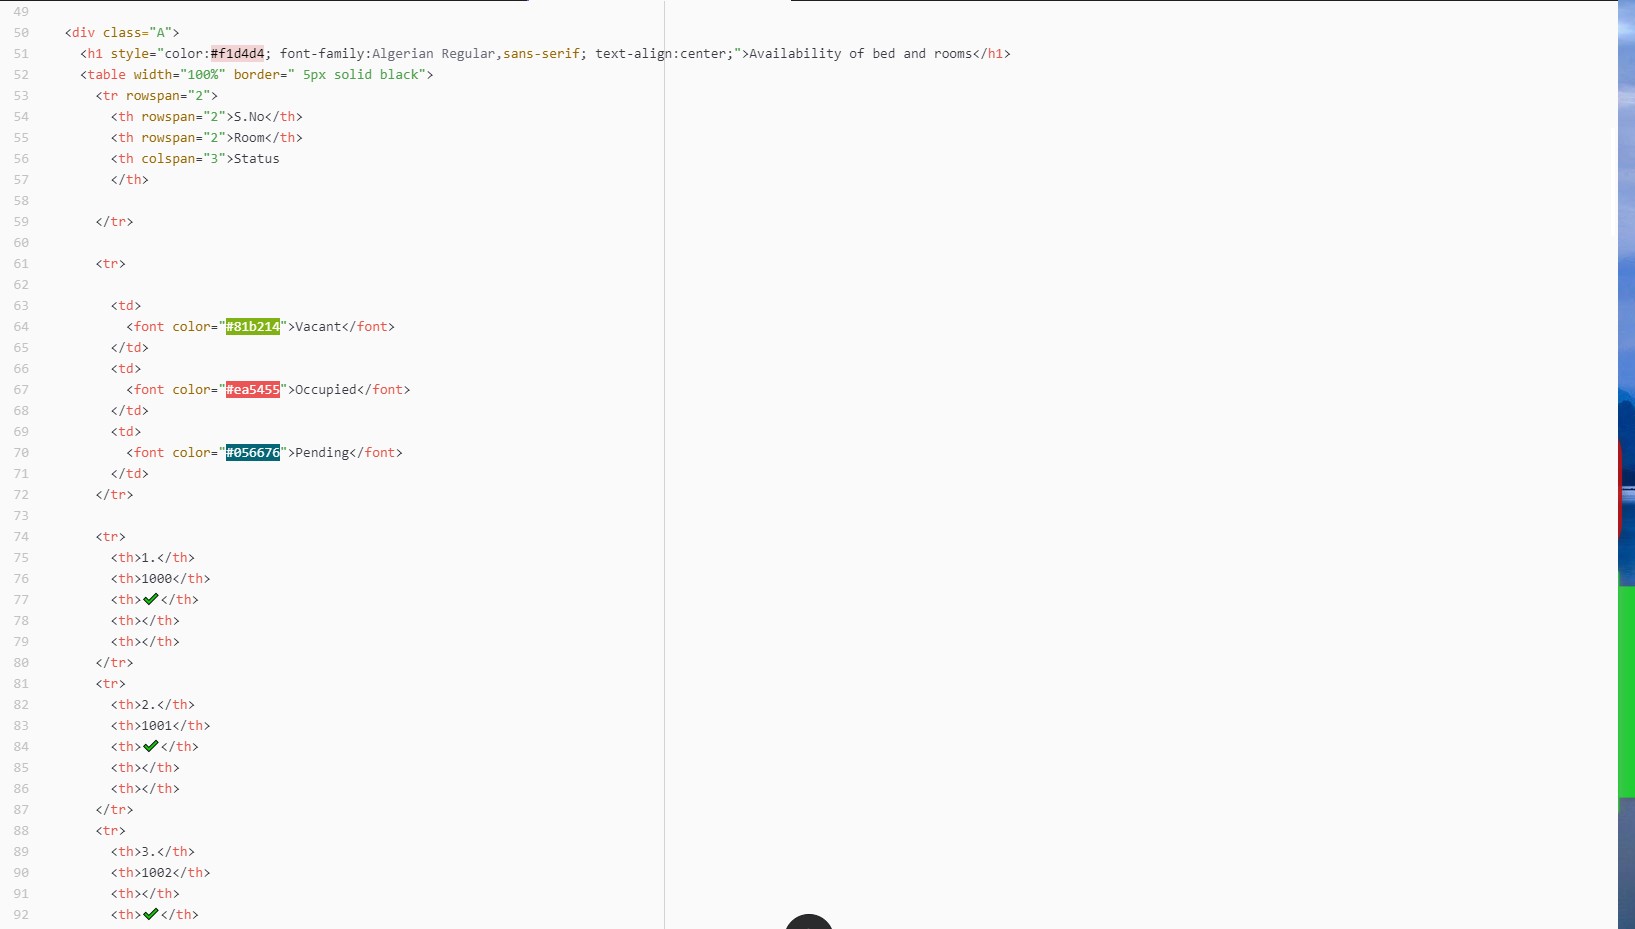 49
50 <div class="A">
51 <h1 style="color:#f1d4d4; font-family:Algerian Regular,sans-serif; text-align:center;">Availability of bed and rooms</h1>
52 <table width="100%" border=" 5px solid black">
53 <tr rowspan="2">
54 <th rowspan="2">S.No</th>
55 <th rowspan="2">Room</th>
56 <th colspan="3">Status
57 </th>
58
59 </tr>
60
61 <tr>
62
63 <td>
64 <font color="#81b214">Vacant</font>
65 </td>
66 <td>
67 <font color="#ea5455">Occupied</font>
68 </td>
69 <td>
70 <font color="#056676">Pending</font>
71 </td>
72 </tr>
73
74 <tr>
75 <th>1.</th>
76 <th>1000</th>
77 <th>✔</th>
78 <th></th>
79 <th></th>
80 </tr>
81 <tr>
82 <th>2.</th>
83 <th>1001</th>
84 <th>✔</th>
85 <th></th>
86 <th></th>
87 </tr>
88 <tr>
89 <th>3.</th>
90 <th>1002</th>
91 <th></th>
92 <th>✔</th>